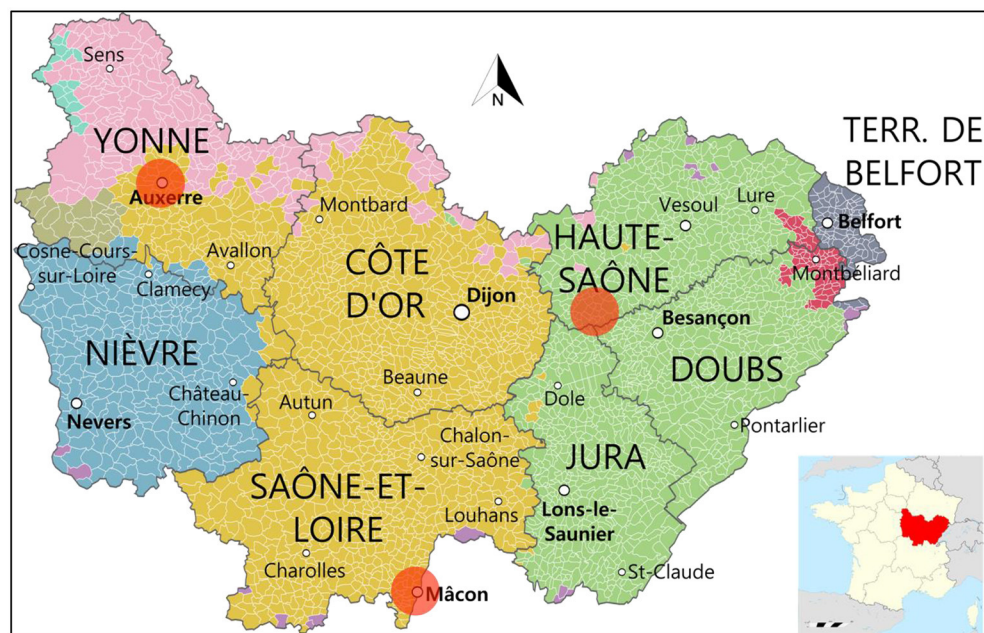 Sens
N
YONNE
TERR. DE
BELFORT
Auxerre
Montbard
Lure
Vesoul
Belfort
Avallon
HAUTE-
SAÔNE
Cosne-Cours-
sur-Loire
Clamecy
CÔTE
D'OR
Montbéliard
Dijon
Besançon
NIÈVRE
DOUBS
Château-
Chinon
Beaune
Dole
Nevers
Autun
Pontarlier
Chalon-
sur-Saône
JURA
SAÔNE-ET-
LOIRE
Louhans
Lons-le-
Saunier
Charolles
St-Claude
Mâcon